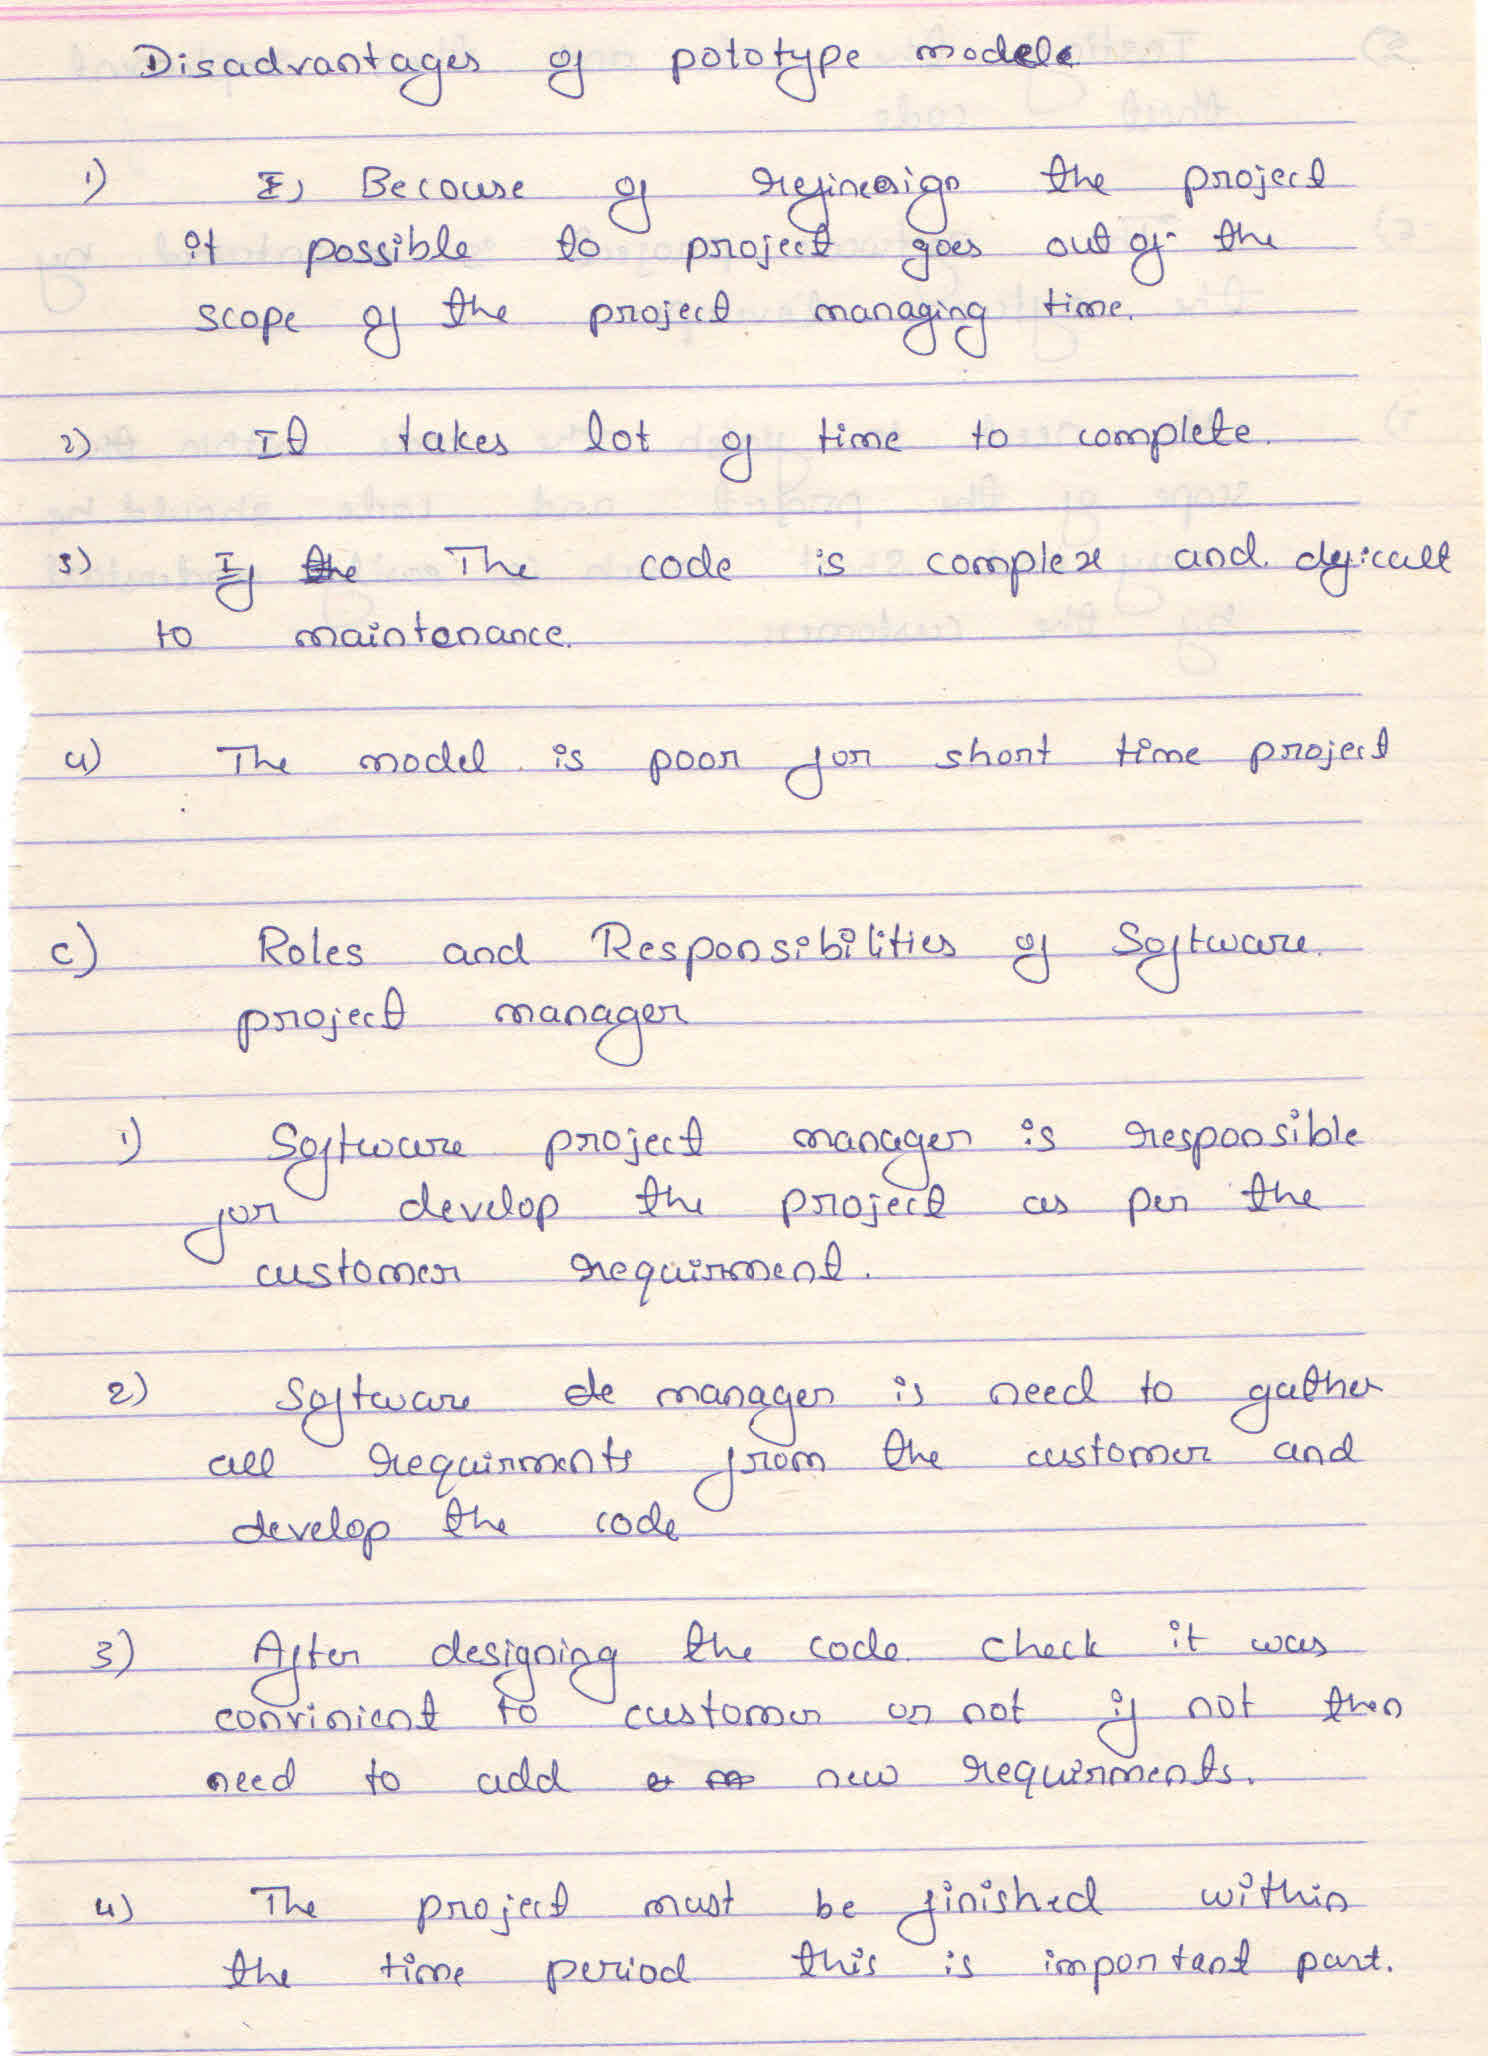 Disadvantages of pototype modele
1) I, Becouse of refinesign the project
it possible to project goes out of the
scope of the project managing time.
2) It takes lot of time to complete.
3) If the The code is complex and dificult
to maintenance.
4) The model is poor for short time project
c) Roles and Responsibilities of Software
project manager
1) Software project manager is responsible
for develop the project as per the
customer requirment.
2) Software de manager is need to gather
all requirments from the customer and
develop the code
3) After designing the code check it was
convinient to customer or not if not then
need to add new requirments.
4) The project must be finished within
the time period this is important part.